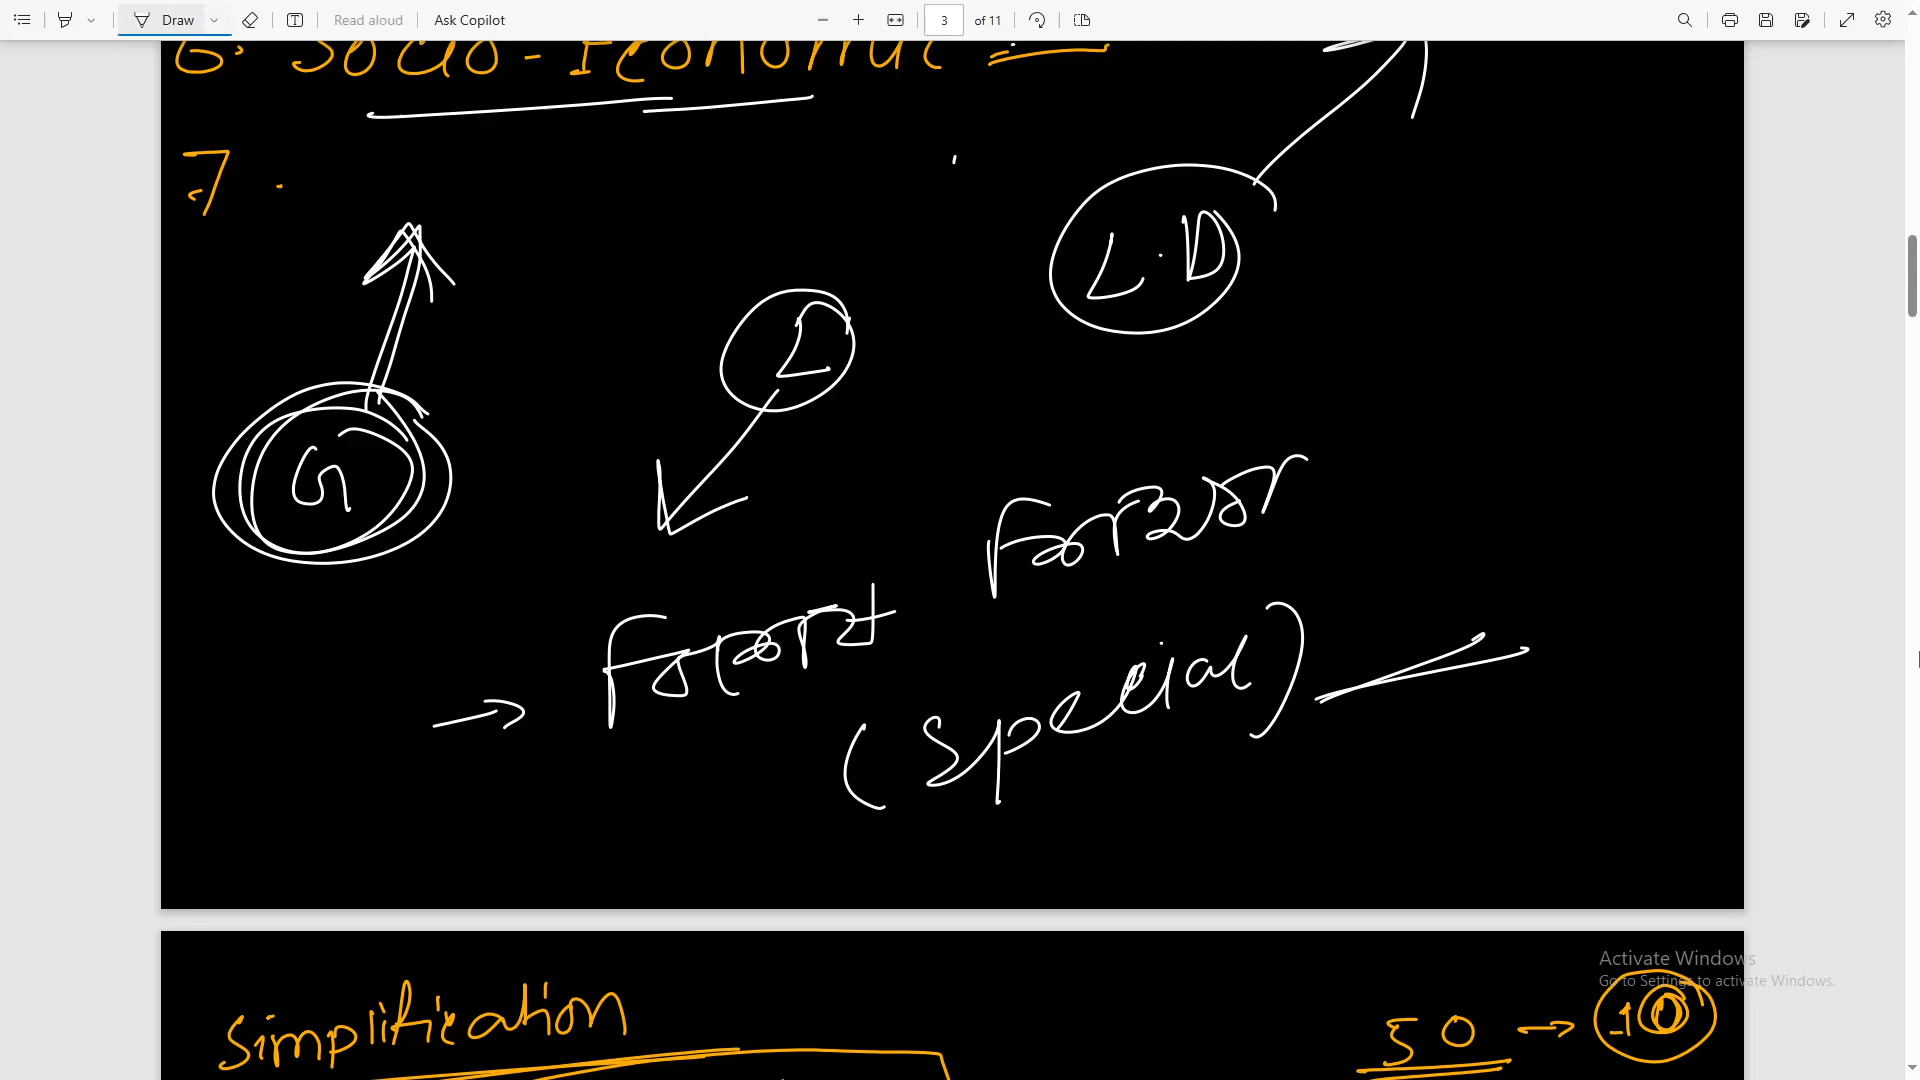 Draw
Read aloud
Ask Copilot
3
of 11
6. Socio-Economic =
7.
L.D
L
G
(Special)
Activate Windows
Go to Settings to activate Windows.
Simplification
50 → 10